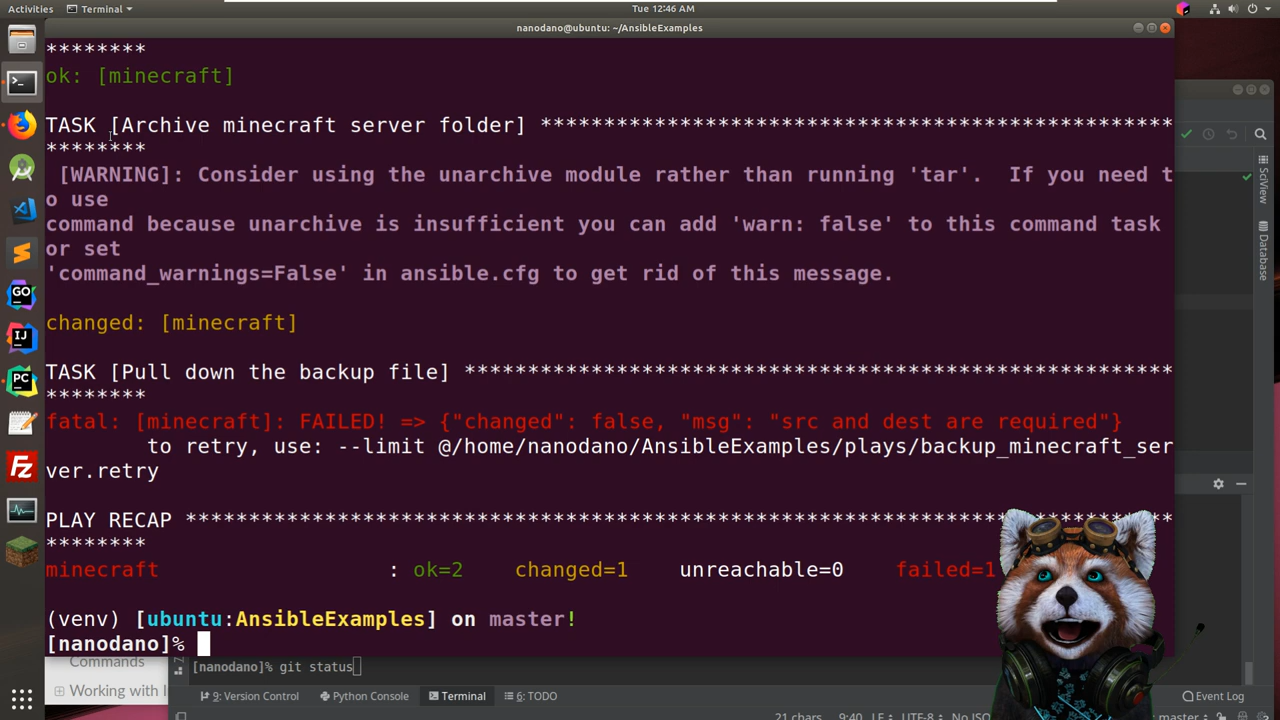 Activities
Terminal
Tue 12:46 AM
nanodano@ubuntu: ~/AnsibleExamples
********
ok: [minecraft]
TASK [Archive minecraft server folder] **************************************************
********
[WARNING]: Consider using the unarchive module rather than running 'tar'.  If you need t
o use
command because unarchive is insufficient you can add 'warn: false' to this command task
or set
'command_warnings=False' in ansible.cfg to get rid of this message.
changed: [minecraft]
TASK [Pull down the backup file] ********************************************************
********
fatal: [minecraft]: FAILED! => {"changed": false, "msg": "src and dest are required"}
to retry, use: --limit @/home/nanodano/AnsibleExamples/plays/backup_minecraft_ser
ver.retry
PLAY RECAP ******************************************************************************
********
minecraft : ok=2 changed=1 unreachable=0 failed=1
(venv) [ubuntu:AnsibleExamples] on master!
[nanodano]%
SciView
Database
GO
IJ
PC
FZ
Commands
Working with
[nanodano]% git status
9: Version Control
Python Console
Terminal
6: TODO
Event Log
21 chars
9:40
LF
UTF-8
master